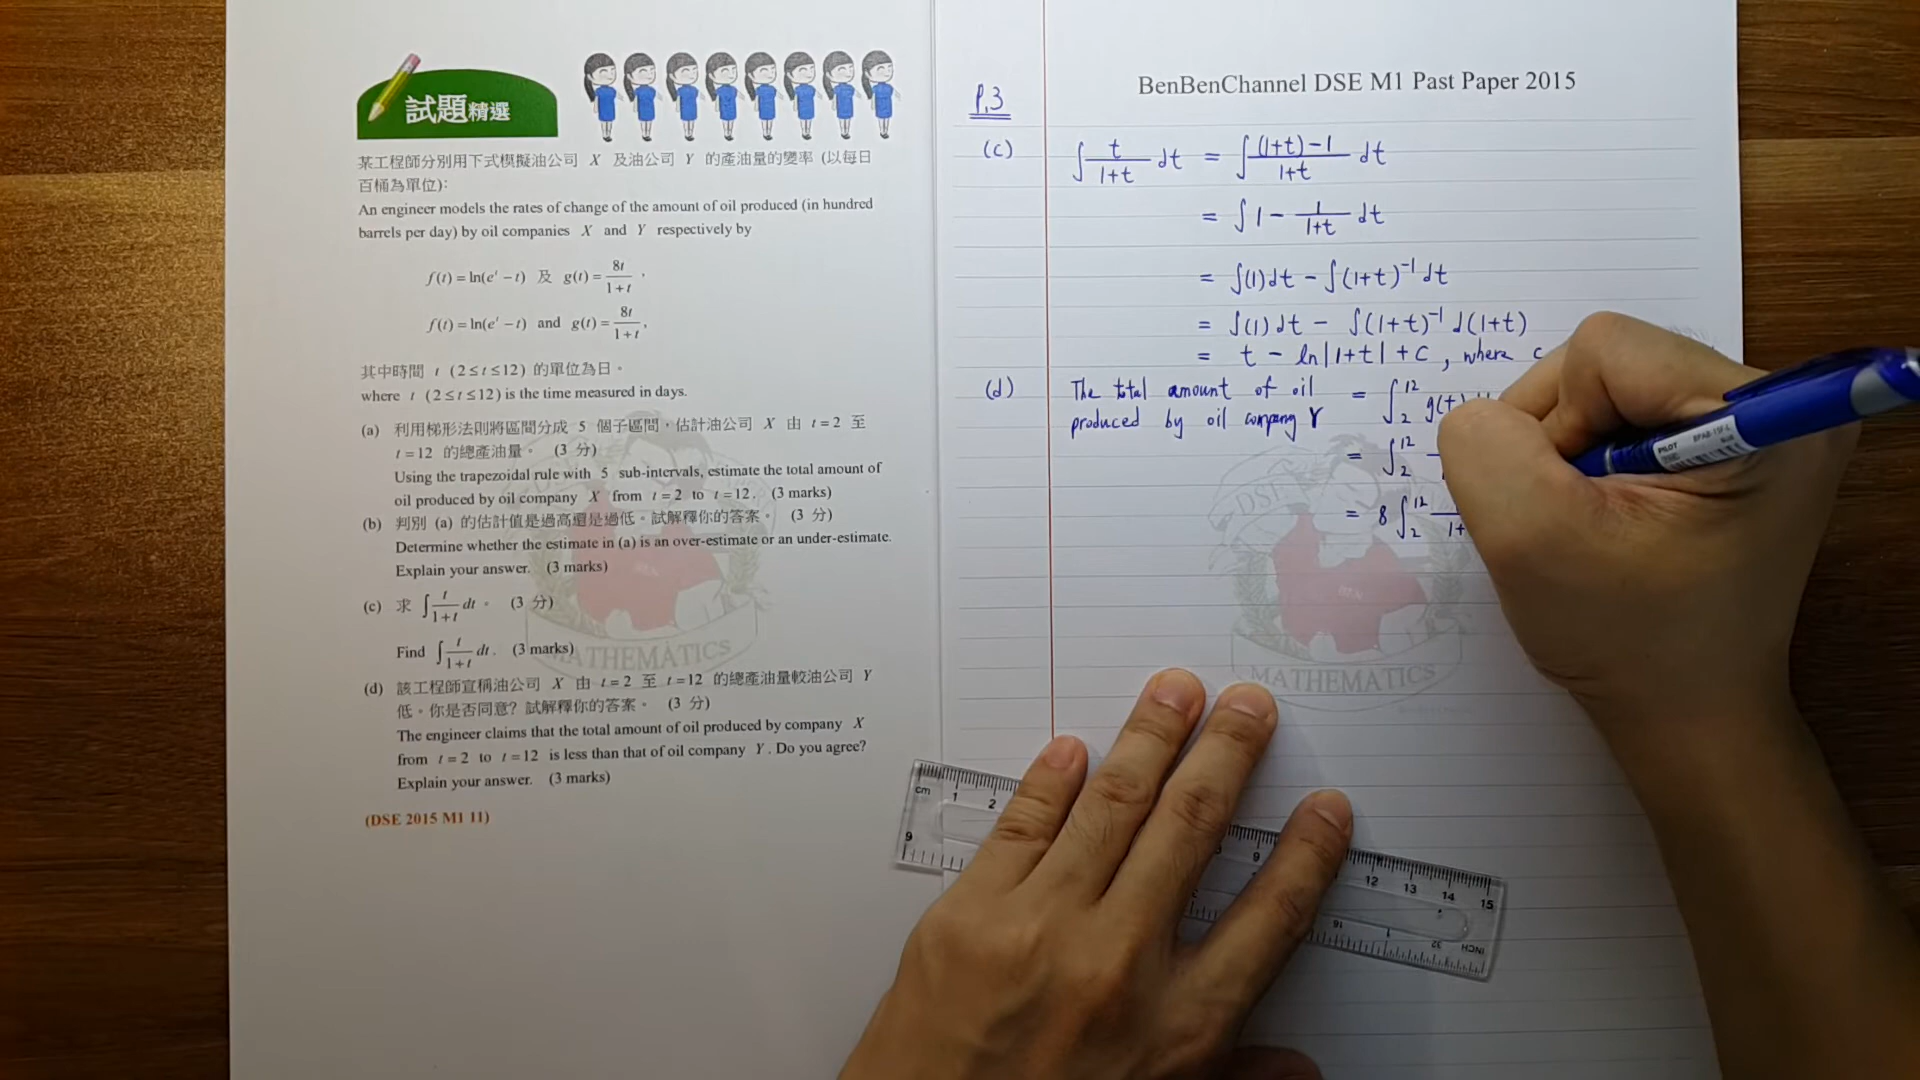 試題精選
某工程師分別用下式模擬油公司 X 及油公司 Y 的產油量的變率 (以每日
百桶為單位):
An engineer models the rates of change of the amount of oil produced (in hundred
barrels per day) by oil companies X and Y respectively by
f(t) = ln(e^t − t) 及 g(t) = 8t/(1+t) ,
f(t) = ln(e^t − t) and g(t) = 8t/(1+t),
其中時間 t (2 ≤ t ≤ 12) 的單位為日。
where t (2 ≤ t ≤ 12) is the time measured in days.
(a) 利用梯形法則將區間分成 5 個子區間,估計油公司 X 由 t = 2 至
t = 12 的總產油量。 (3 分)
Using the trapezoidal rule with 5 sub-intervals, estimate the total amount of
oil produced by oil company X from t = 2 to t = 12. (3 marks)
(b) 判別 (a) 的估計值是過高還是過低。試解釋你的答案。 (3 分)
Determine whether the estimate in (a) is an over-estimate or an under-estimate.
Explain your answer. (3 marks)
(c) 求 ∫ t/(1+t) dt 。 (3 分)
Find ∫ t/(1+t) dt. (3 marks)
(d) 該工程師宣稱油公司 X 由 t = 2 至 t = 12 的總產油量較油公司 Y
低。你是否同意? 試解釋你的答案。 (3 分)
The engineer claims that the total amount of oil produced by company X
from t = 2 to t = 12 is less than that of oil company Y. Do you agree?
Explain your answer. (3 marks)
(DSE 2015 M1 11)
DSE
MATHEMATICS
BenBenChannel DSE M1 Past Paper 2015
P.3
(c) ∫ t/(1+t) dt = ∫ ((1+t)−1)/(1+t) dt
= ∫ 1 − 1/(1+t) dt
= ∫(1)dt − ∫(1+t)^-1 dt
= ∫(1)dt − ∫(1+t)^-1 d(1+t)
= t − ln|1+t| + C , where C
(d) The total amount of oil = ∫_2^12 g(t)
produced by oil company Y
= ∫_2^12
= 8 ∫_2^12 1+
DSE
MATHEMATICS
cm 1 2
9
9 12 13 14 15
INCH
PILOT